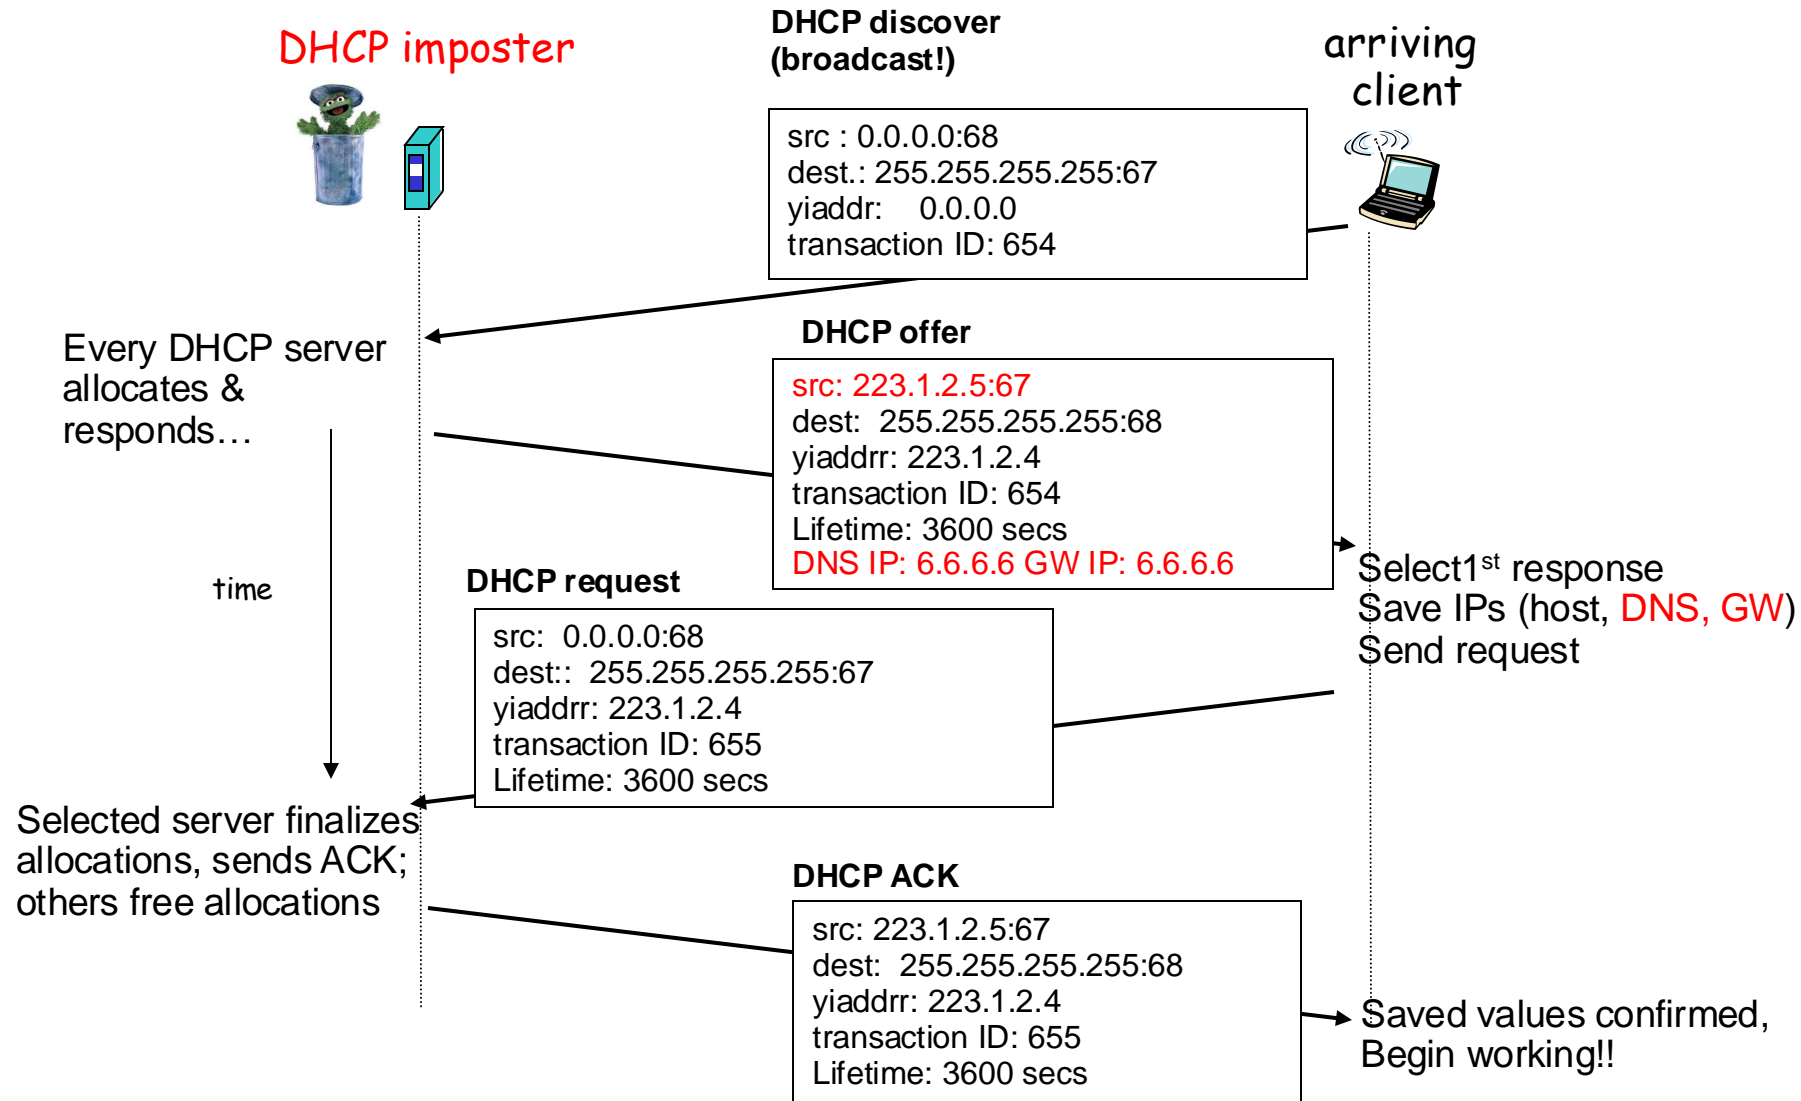 DHCP imposter
DHCP discover
(broadcast!)
arriving
client
src : 0.0.0.0:68
dest.: 255.255.255.255:67
yiaddr: 0.0.0.0
transaction ID: 654
Every DHCP server
allocates &
responds…
DHCP offer
src: 223.1.2.5:67
dest: 255.255.255.255:68
yiaddrr: 223.1.2.4
transaction ID: 654
Lifetime: 3600 secs
DNS IP: 6.6.6.6 GW IP: 6.6.6.6
Select1st response
Save IPs (host, DNS, GW)
Send request
time
DHCP request
src: 0.0.0.0:68
dest:: 255.255.255.255:67
yiaddrr: 223.1.2.4
transaction ID: 655
Lifetime: 3600 secs
Selected server finalizes
allocations, sends ACK;
others free allocations
DHCP ACK
src: 223.1.2.5:67
dest: 255.255.255.255:68
yiaddrr: 223.1.2.4
transaction ID: 655
Lifetime: 3600 secs
Saved values confirmed,
Begin working!!